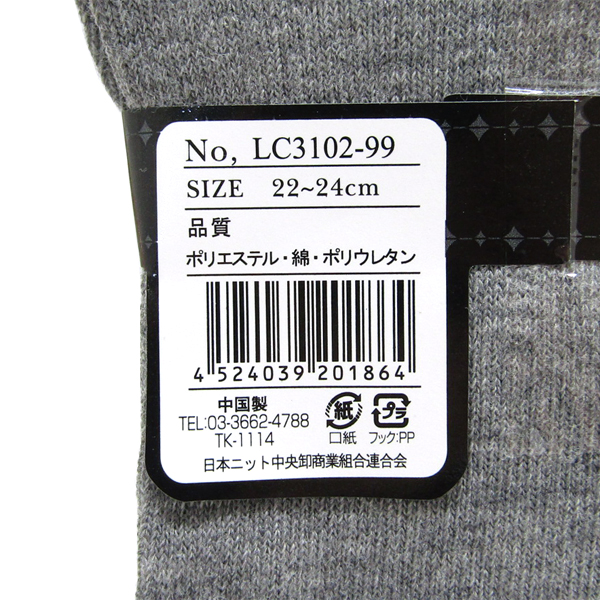 No, LC3102-99
SIZE 22~24cm
品質
ポリエステル・綿・ポリウレタン
4 524039 201864
中国製
TEL:03-3662-4788
TK-1114
紙
口紙
プラ
フック:PP
日本ニット中央卸商業組合連合会